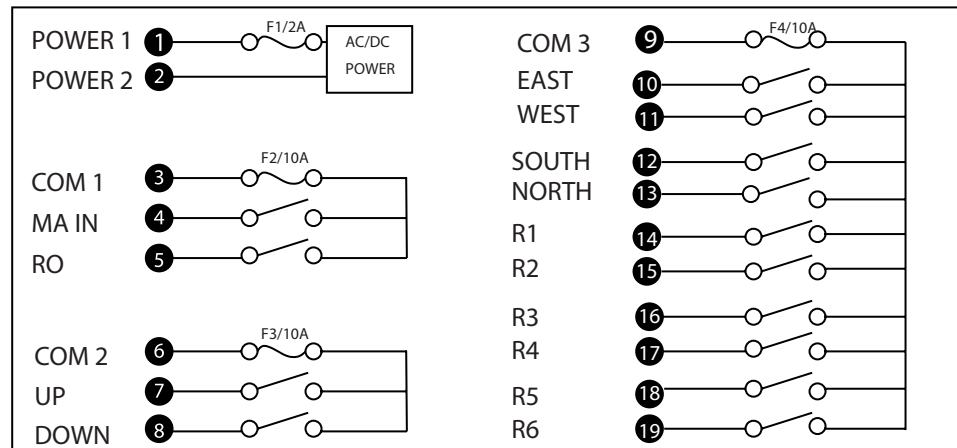 POWER 1 1 F1/2A AC/DC
POWER 2 2 POWER
COM 1 3 F2/10A
MA IN 4
RO 5
COM 2 6 F3/10A
UP 7
DOWN 8
COM 3 9 F4/10A
EAST 10
WEST 11
SOUTH 12
NORTH 13
R1 14
R2 15
R3 16
R4 17
R5 18
R6 19